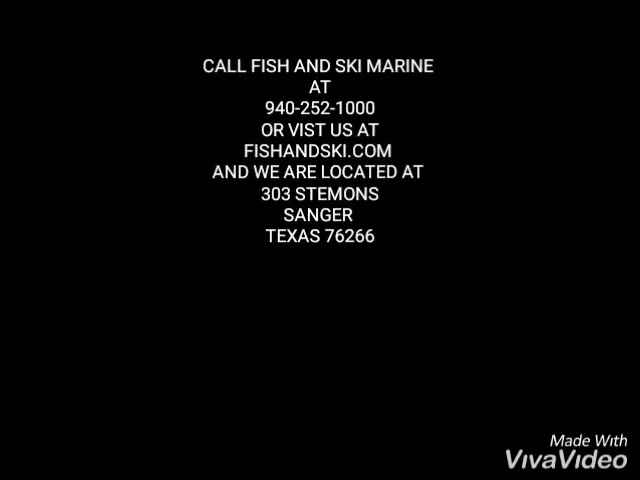 CALL FISH AND SKI MARINE
AT
940-252-1000
OR VIST US AT
FISHANDSKI.COM
AND WE ARE LOCATED AT
303 STEMONS
SANGER
TEXAS 76266
Made With
VivaVideo